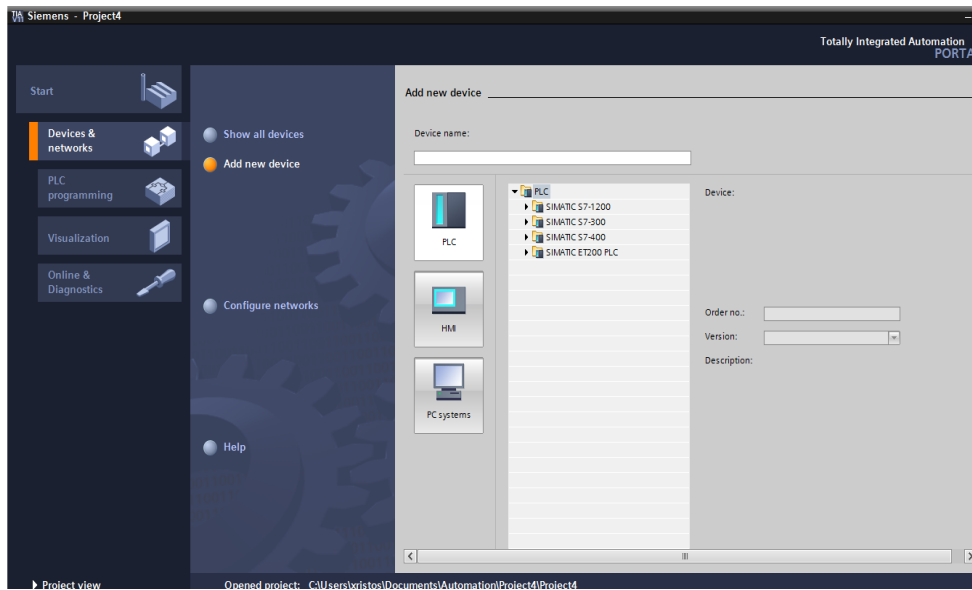 Siemens - Project4
Totally Integrated Automation
PORTA
Start
Devices &
networks
PLC
programming
Visualization
Online &
Diagnostics
Show all devices
Add new device
Configure networks
Help
Add new device
Device name:
PLC
HMI
PC systems
PLC
SIMATIC S7-1200
SIMATIC S7-300
SIMATIC S7-400
SIMATIC ET200 PLC
Device:
Order no.:
Version:
Description:
Project view
Opened project: C:\Users\xristos\Documents\Automation\Project4\Project4